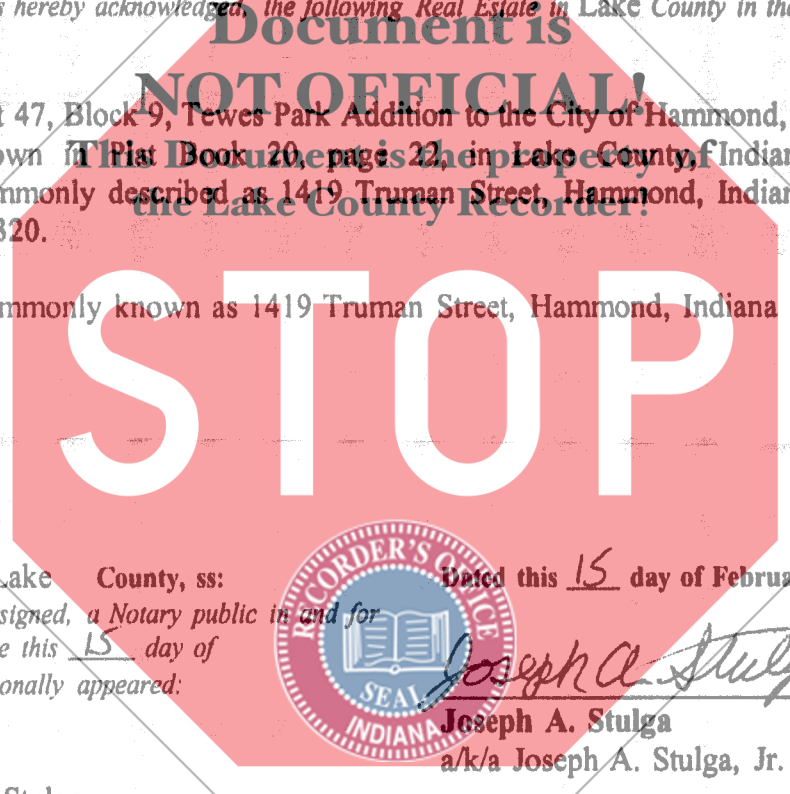 s hereby acknowledged, the following Real Estate in Lake County in the
Document is
NOT OFFICIAL!
t 47, Block 9, Tewes Park Addition to the City of Hammond,
own in Plat Book 20, page 22, in Lake County, Indian
This Document is the property of
mmonly described as 1419 Truman Street, Hammond, Indian
the Lake County Recorder!
320.
mmonly known as 1419 Truman Street, Hammond, Indiana
STOP
Lake County, ss:
Dated this 15 day of Februa
signed, a Notary public in and for
e this 15 day of
onally appeared:
RECORDER'S OFFICE
SEAL
INDIANA
Joseph A. Stulg
Joseph A. Stulga
a/k/a Joseph A. Stulga, Jr.